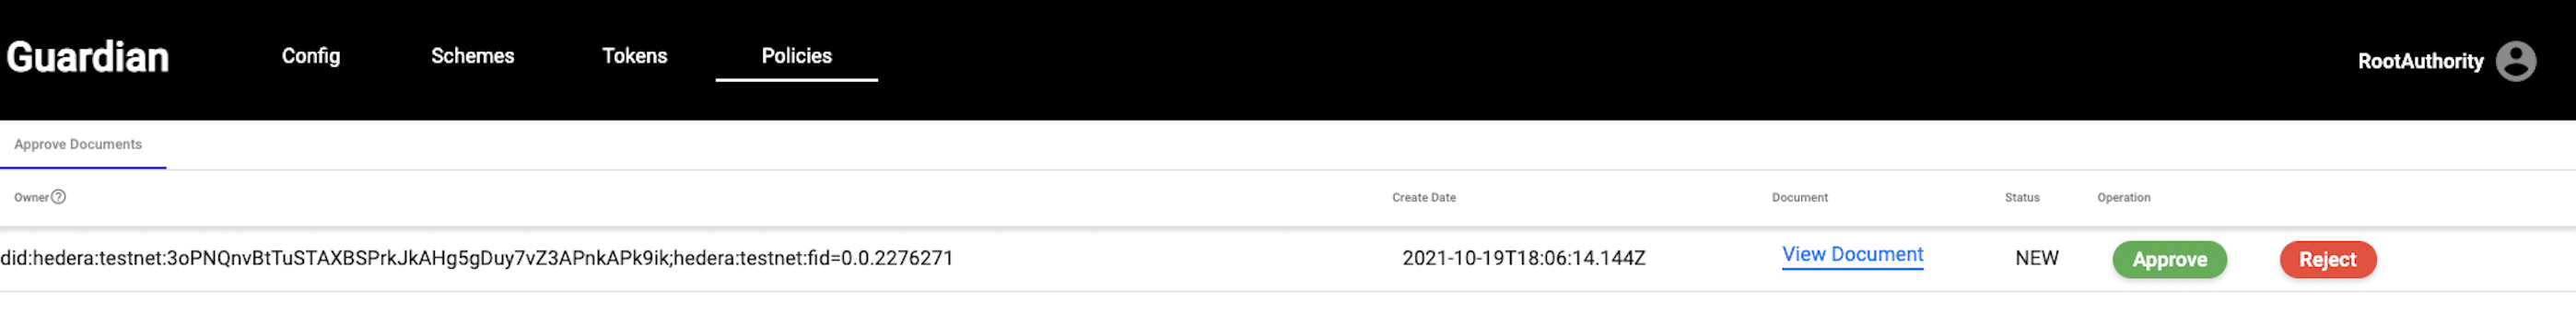 Guardian Config Schemes Tokens Policies RootAuthority
Approve Documents
Owner Create Date Document Status Operation
did:hedera:testnet:3oPNQnvBtTuSTAXBSPrkJkAHg5gDuy7vZ3APnkAPk9ik;hedera:testnet:fid=0.0.2276271 2021-10-19T18:06:14.144Z View Document NEW Approve Reject